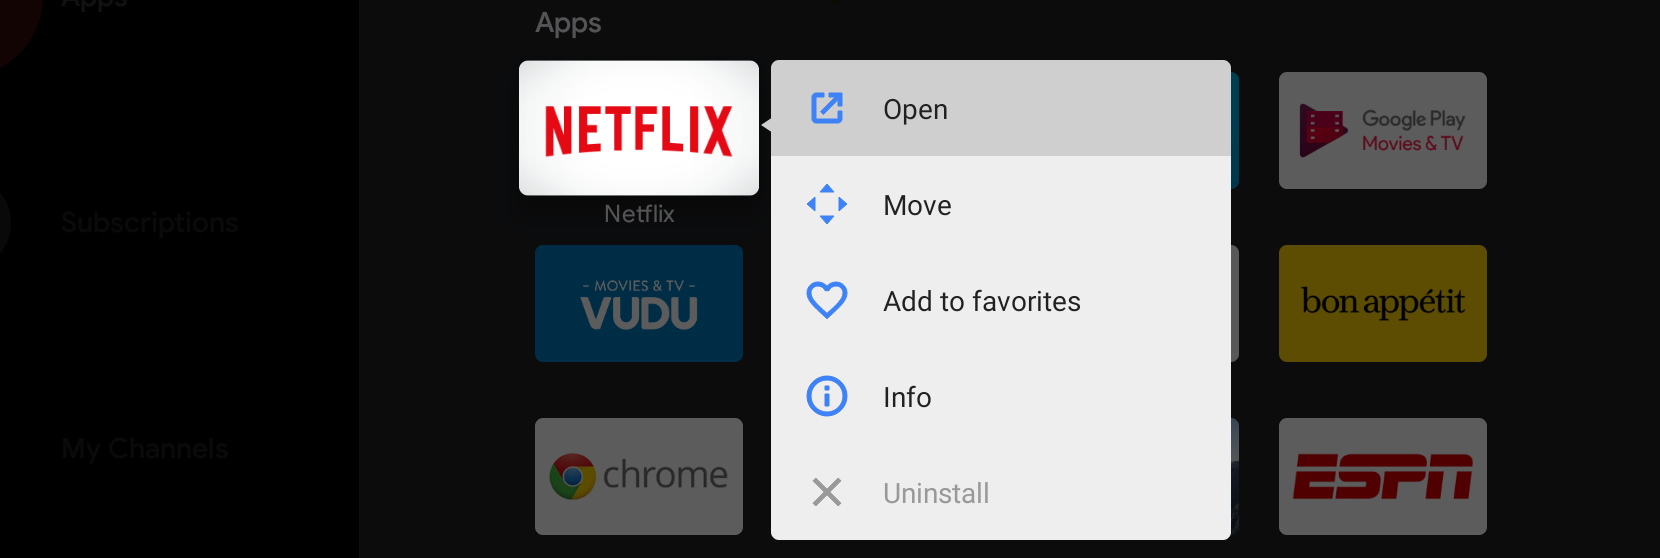 Apps
Subscriptions
My Channels
Apps
NETFLIX
Netflix
Open
Move
Add to favorites
Info
Uninstall
Google Play
Movies & TV
- MOVIES & TV -
VUDU
bon appétit
chrome
ESPN